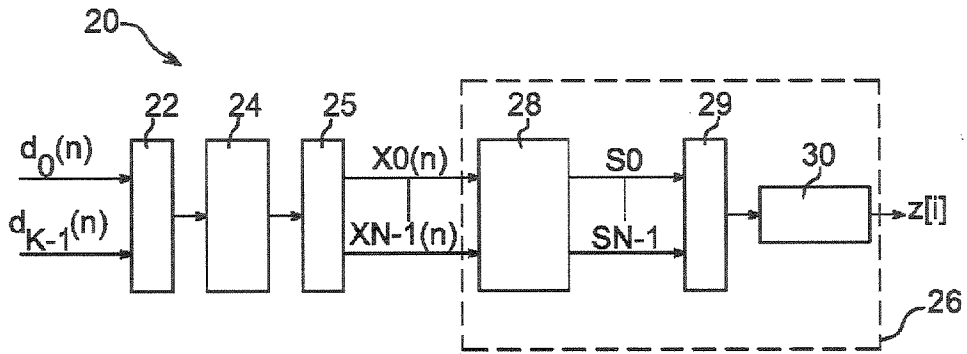 20
22
24
25
28
29
30
d0(n)
dK-1(n)
X0(n)
XN-1(n)
S0
SN-1
z[i]
26